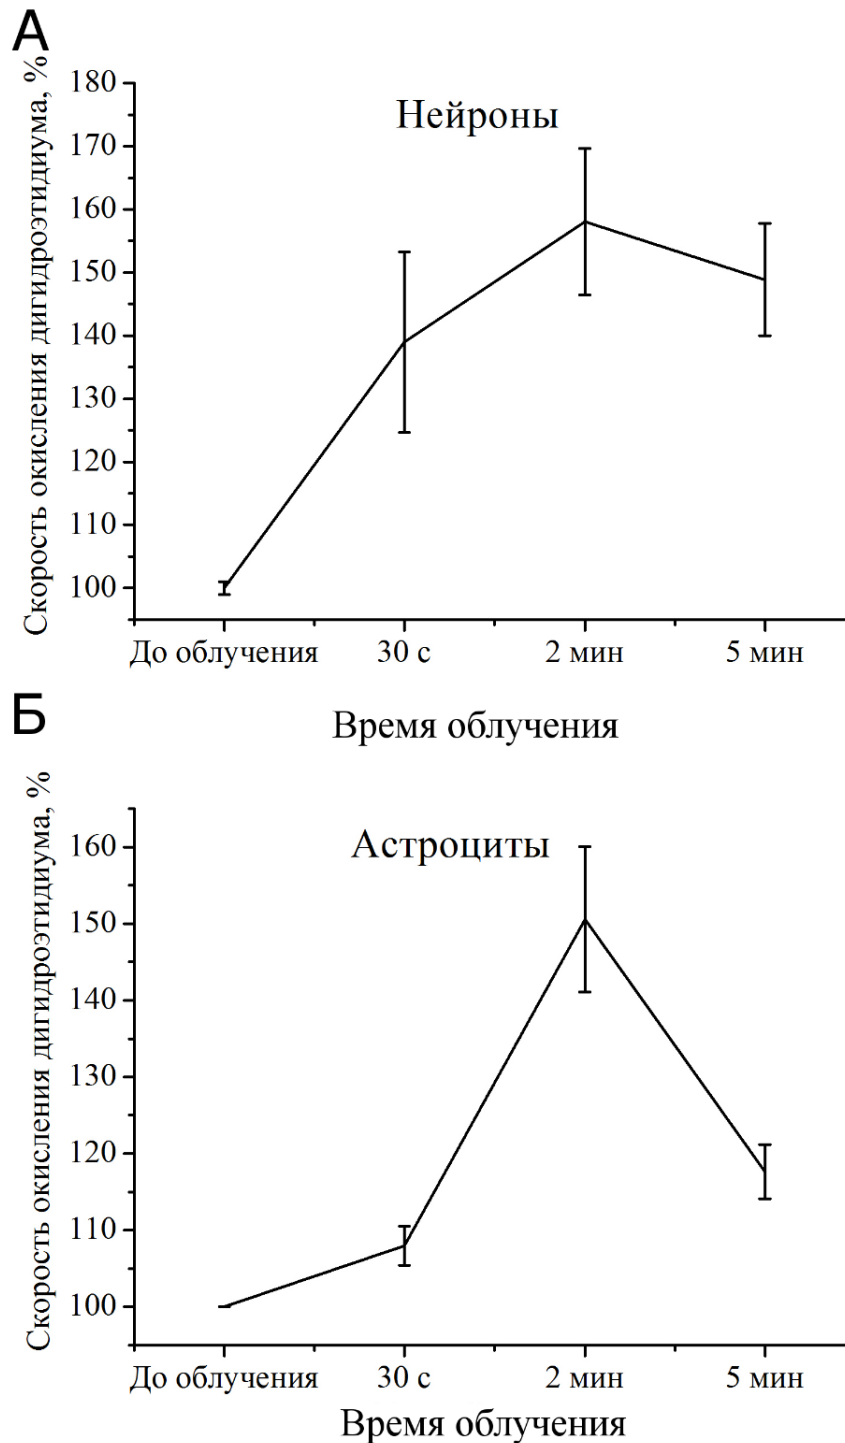 А
Скорость окисления дигидроэтидиума, %
Нейроны
180
170
160
150
140
130
120
110
100
До облучения 30 с 2 мин 5 мин
Время облучения
Б
Скорость окисления дигидроэтидиума, %
Астроциты
160
150
140
130
120
110
100
До облучения 30 с 2 мин 5 мин
Время облучения